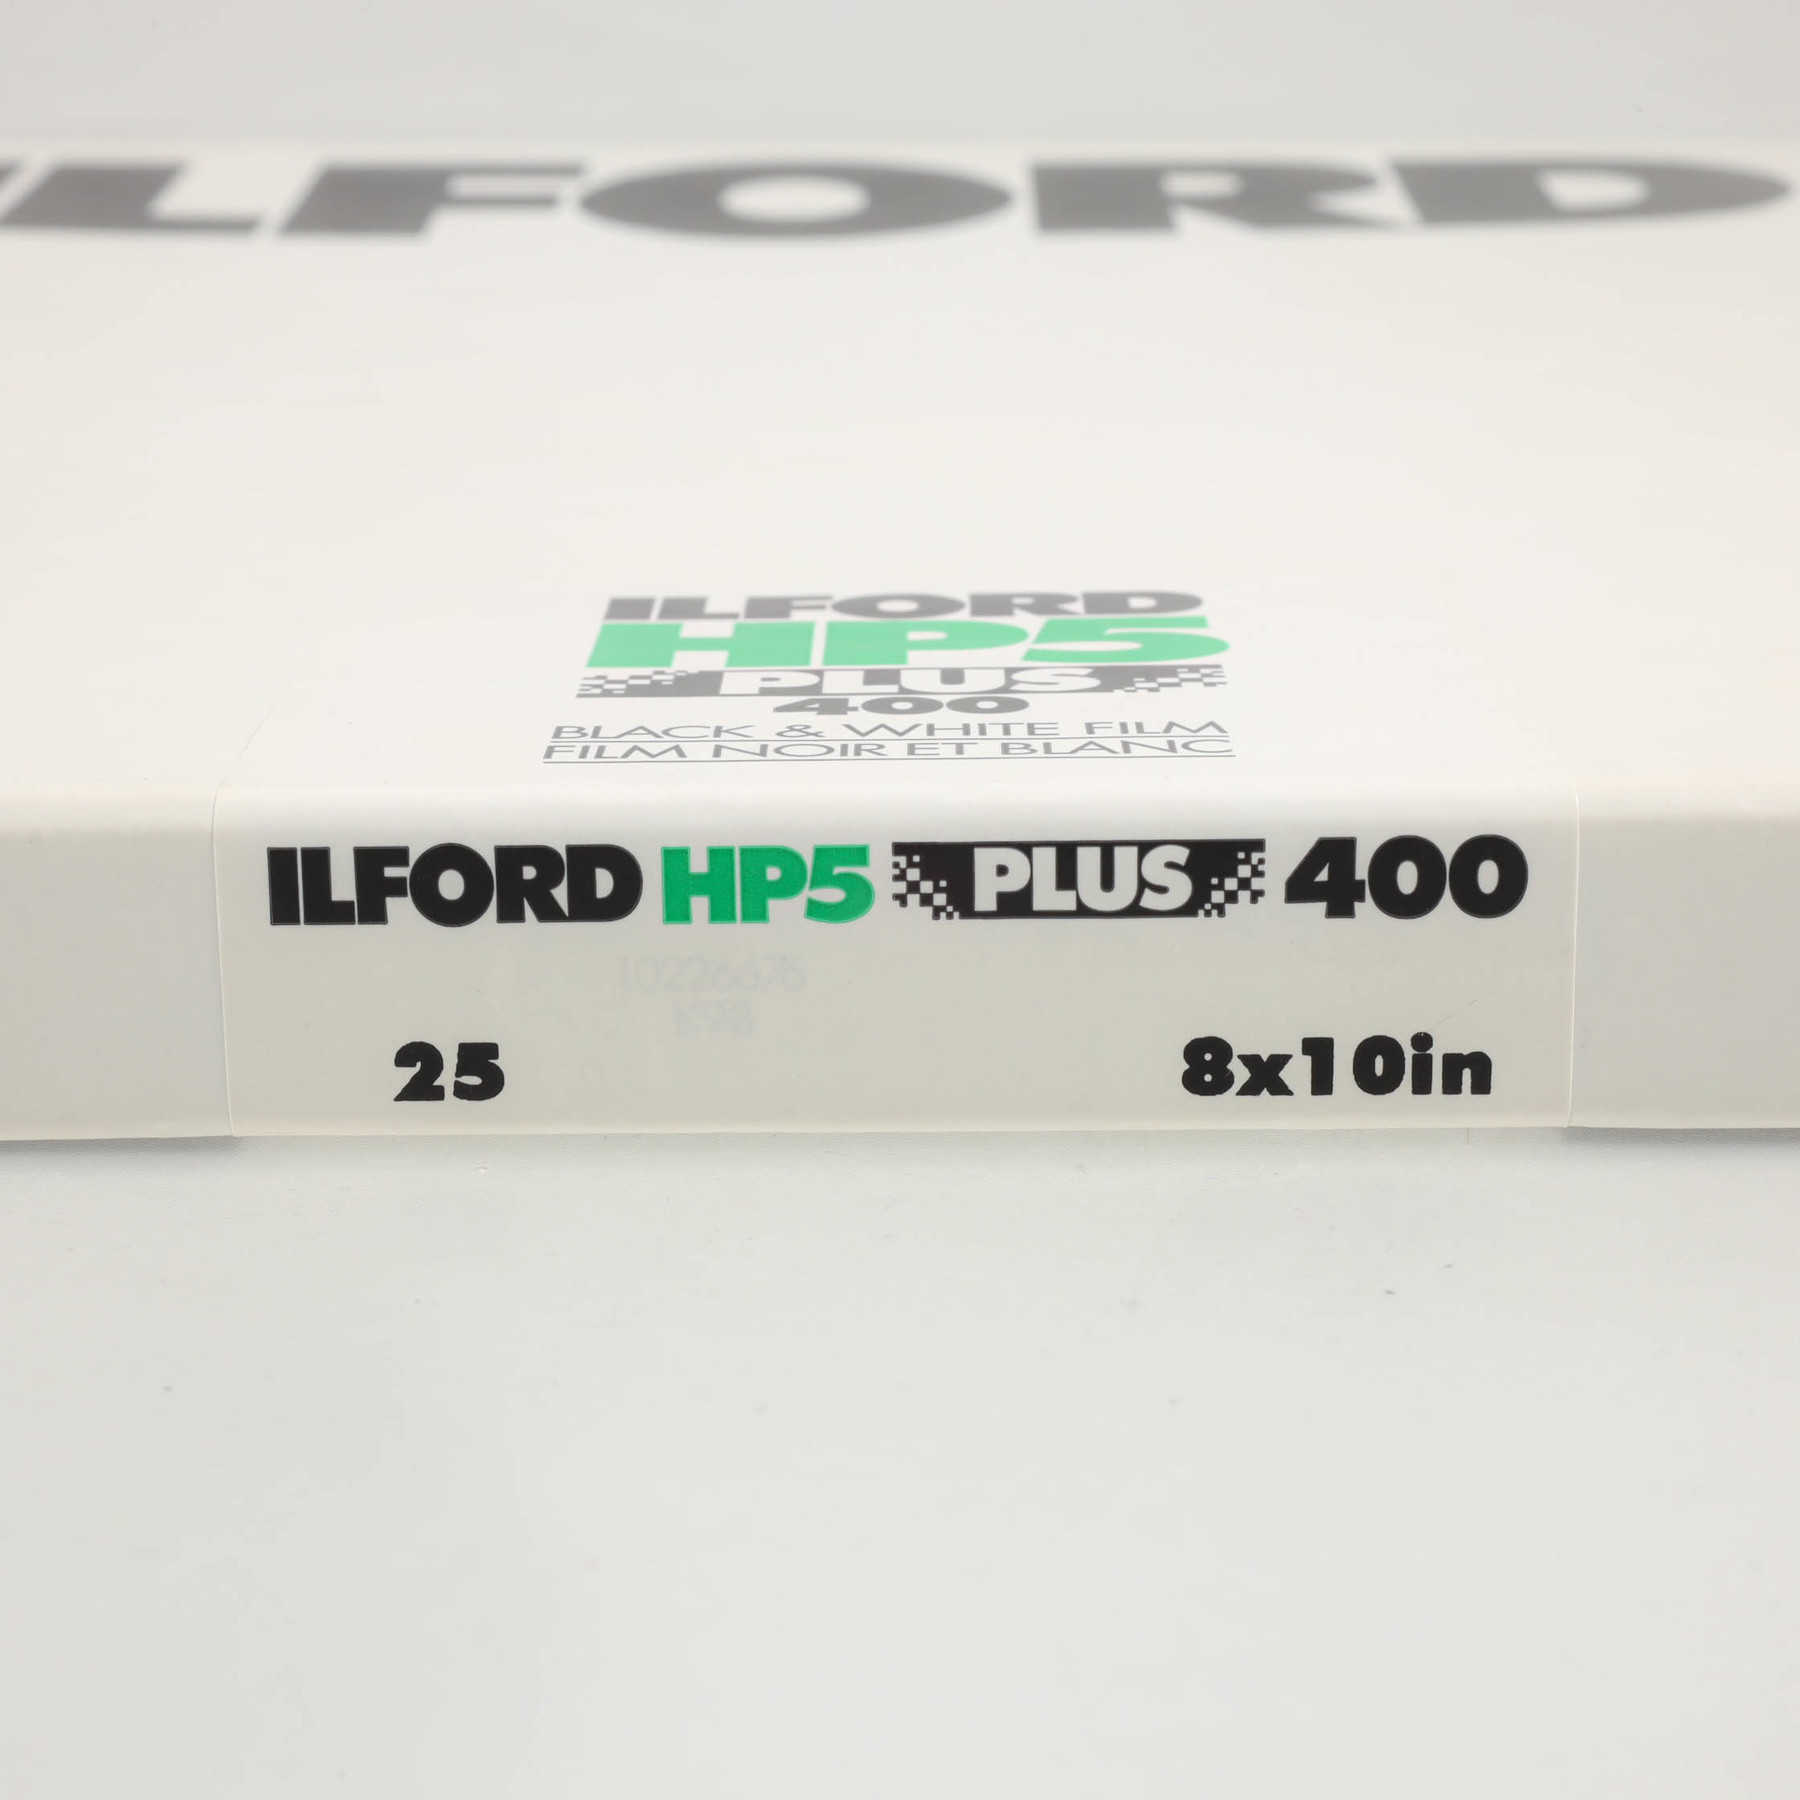 ILFORD
ILFORD
HP5
PLUS
400
BLACK & WHITE FILM
FILM NOIR ET BLANC
ILFORD HP5 PLUS 400
25 8x10in